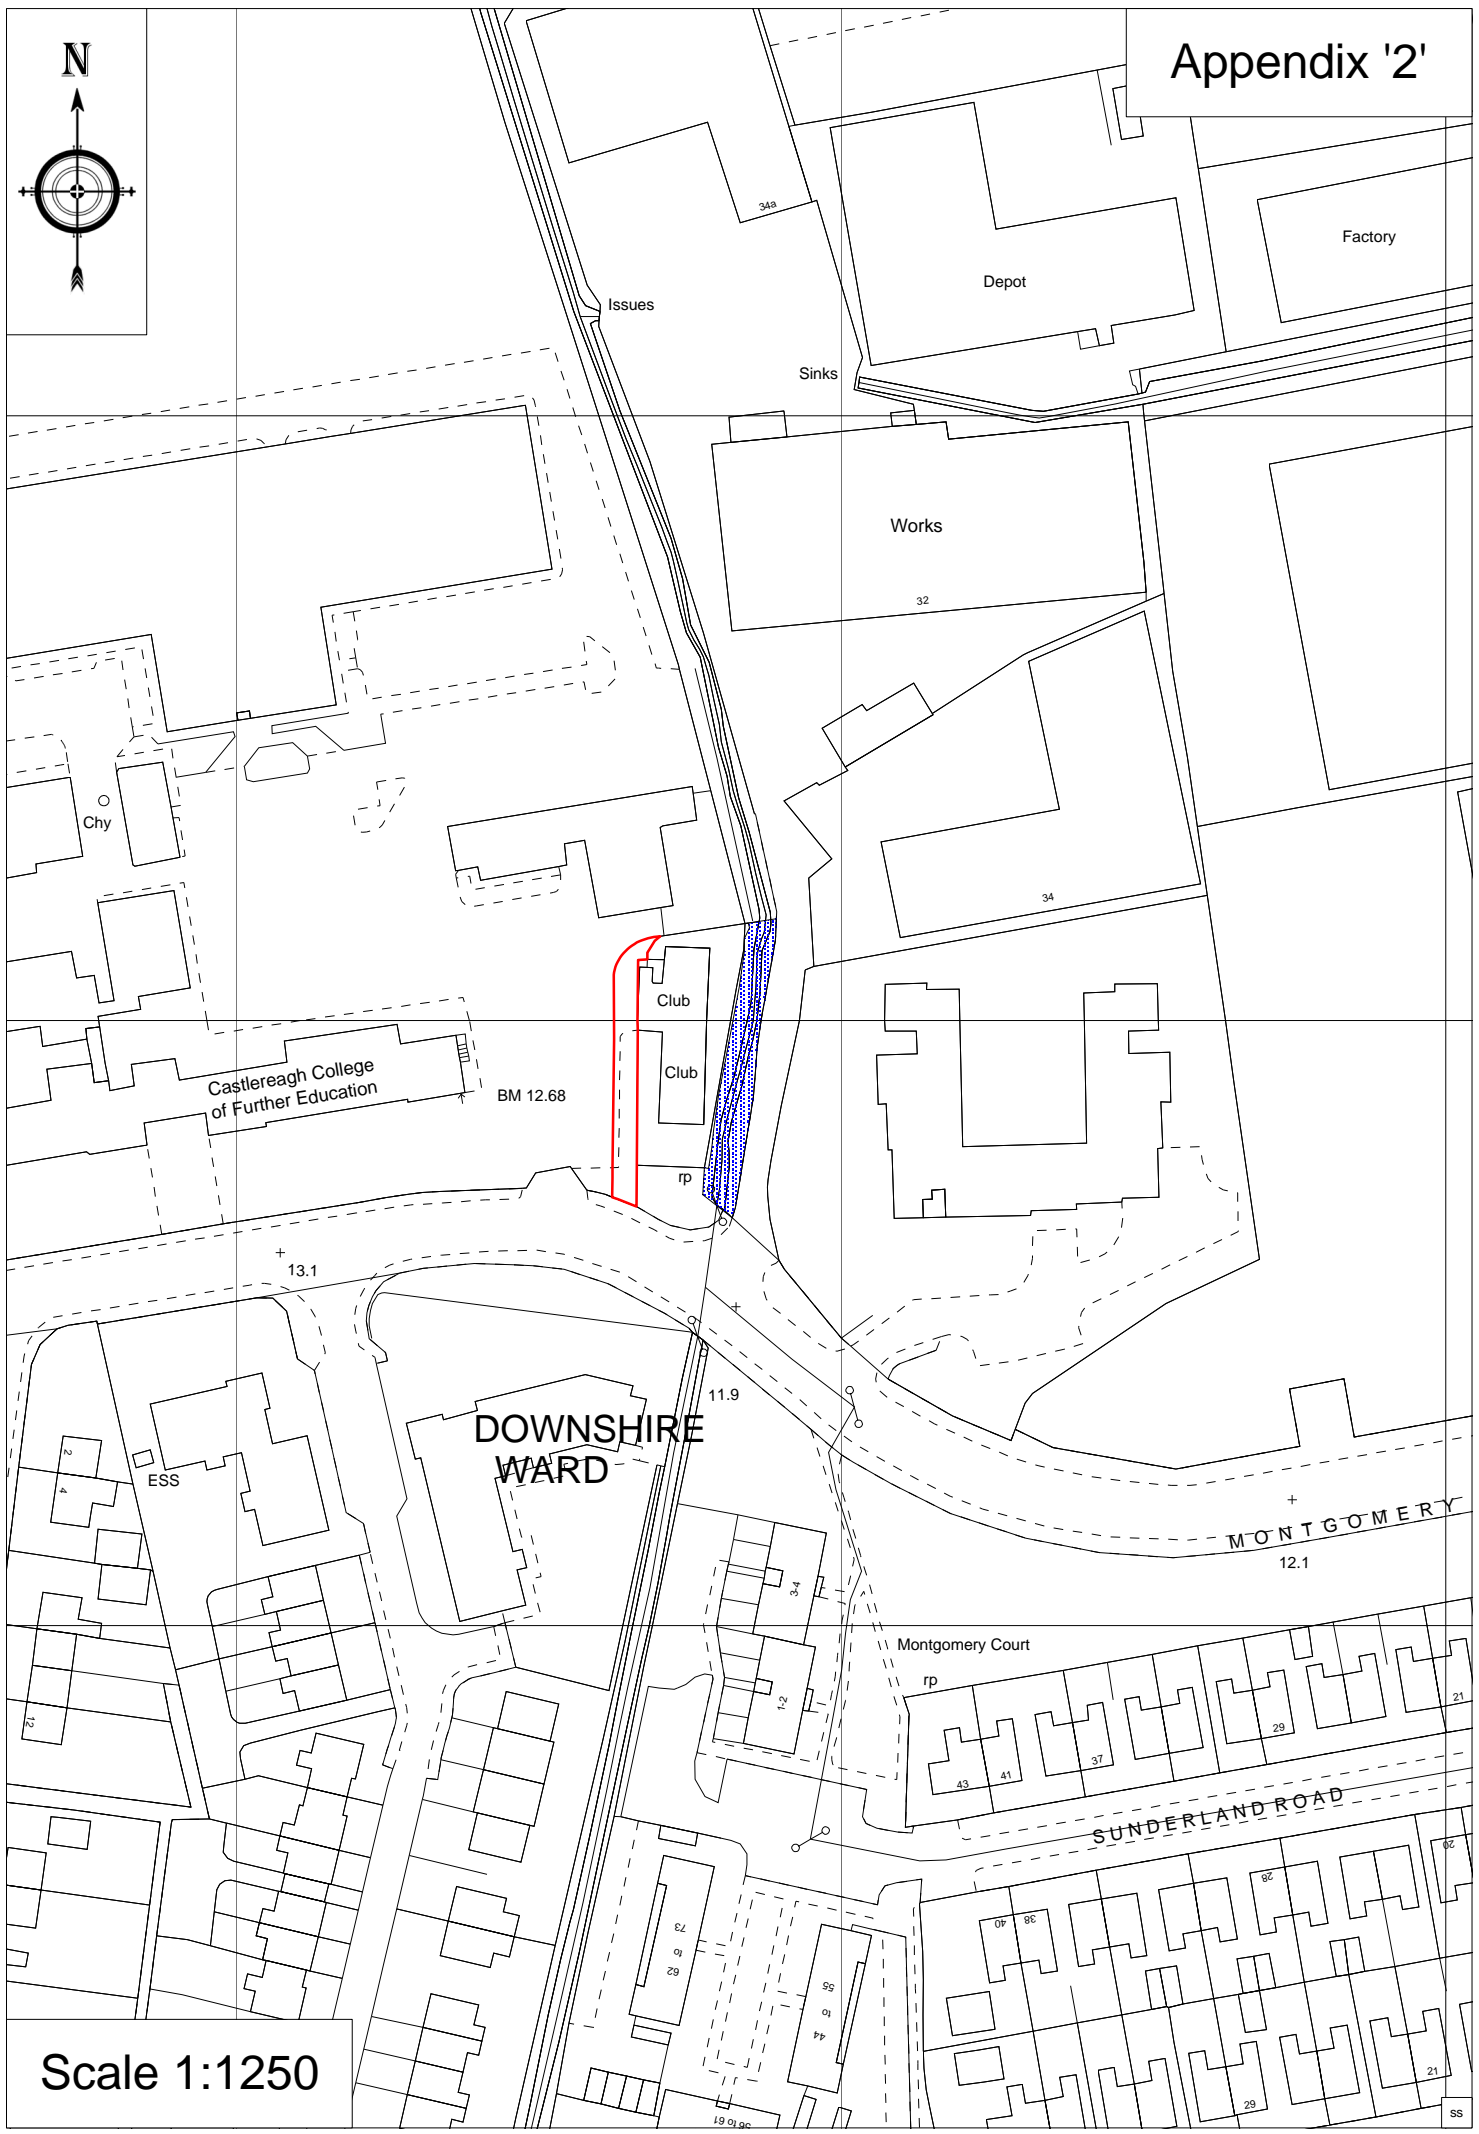 N
Appendix '2'
34a
Factory
Depot
Issues
Sinks
Works
32
Chy
34
Club
Castlereagh College
of Further Education
Club
BM 12.68
rp
13.1
11.9
DOWNSHIRE
WARD
2
4
ESS
MONTGOMERY
12.1
3-4
Montgomery Court
rp
1-2
12
21
29
37
41
43
SUNDERLAND ROAD
20
28
38
40
73
to
62
55
to
44
56 to 61
29
21
Scale 1:1250
ss